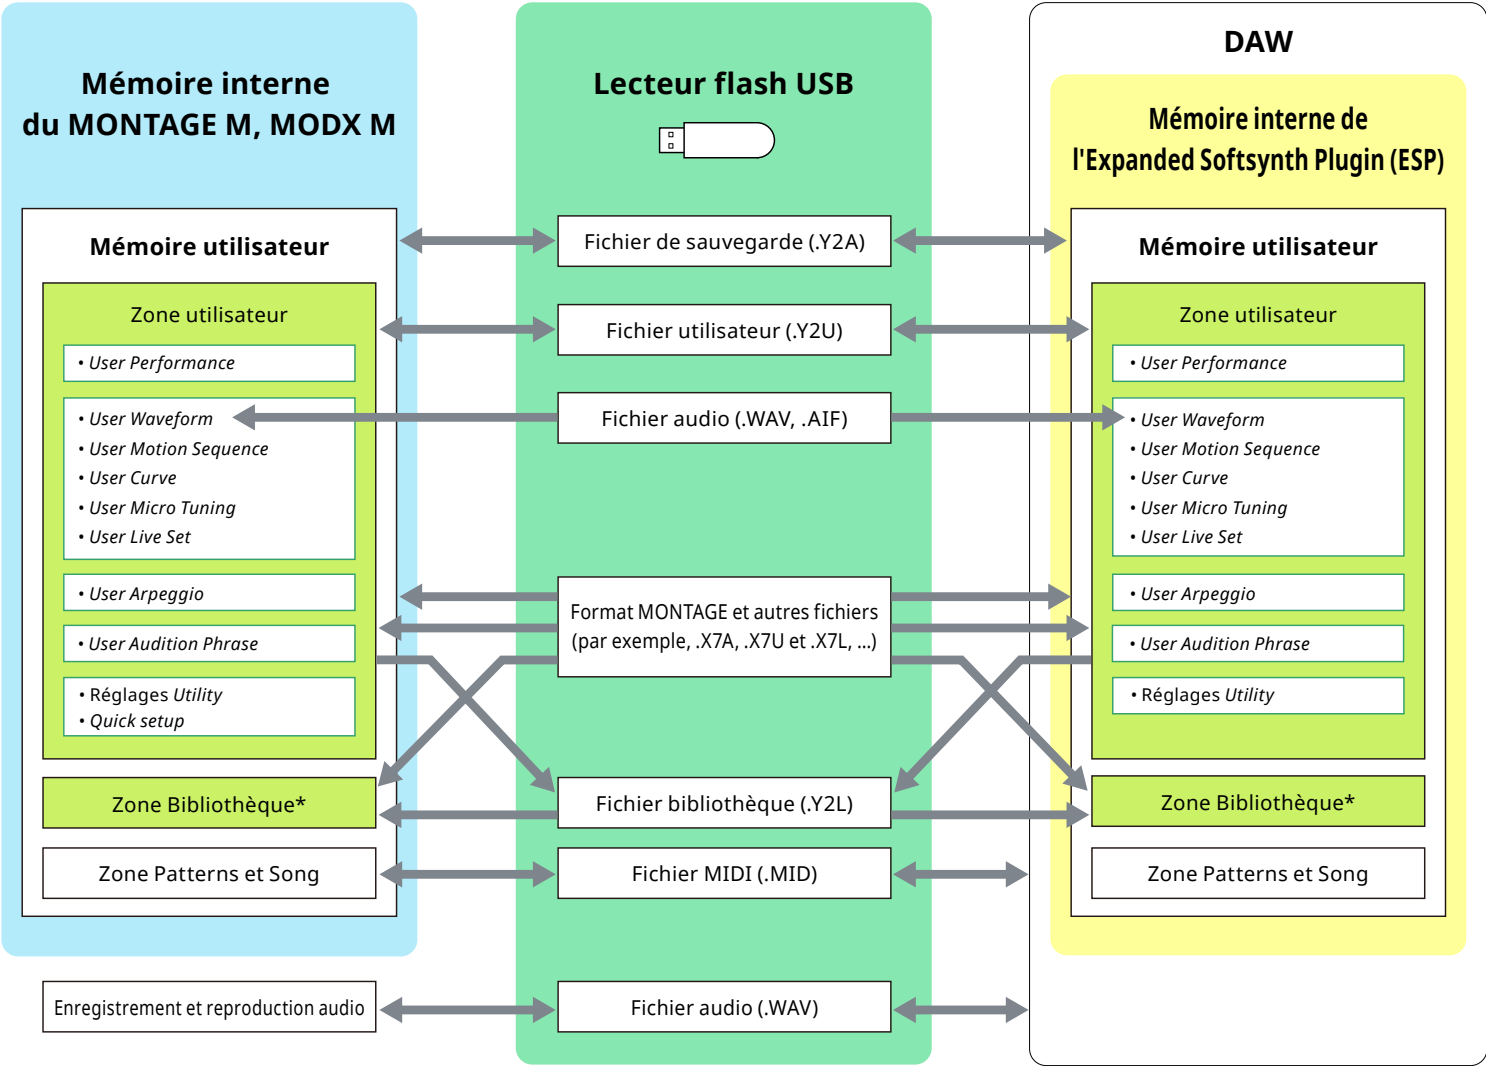 Mémoire interne
du MONTAGE M, MODX M
Mémoire utilisateur
Zone utilisateur
• User Performance
• User Waveform
• User Motion Sequence
• User Curve
• User Micro Tuning
• User Live Set
• User Arpeggio
• User Audition Phrase
• Réglages Utility
• Quick setup
Zone Bibliothèque*
Zone Patterns et Song
Enregistrement et reproduction audio
Lecteur flash USB
Fichier de sauvegarde (.Y2A)
Fichier utilisateur (.Y2U)
Fichier audio (.WAV, .AIF)
Format MONTAGE et autres fichiers
(par exemple, .X7A, .X7U et .X7L, ...)
Fichier bibliothèque (.Y2L)
Fichier MIDI (.MID)
Fichier audio (.WAV)
DAW
Mémoire interne de
l'Expanded Softsynth Plugin (ESP)
Mémoire utilisateur
Zone utilisateur
• User Performance
• User Waveform
• User Motion Sequence
• User Curve
• User Micro Tuning
• User Live Set
• User Arpeggio
• User Audition Phrase
• Réglages Utility
Zone Bibliothèque*
Zone Patterns et Song